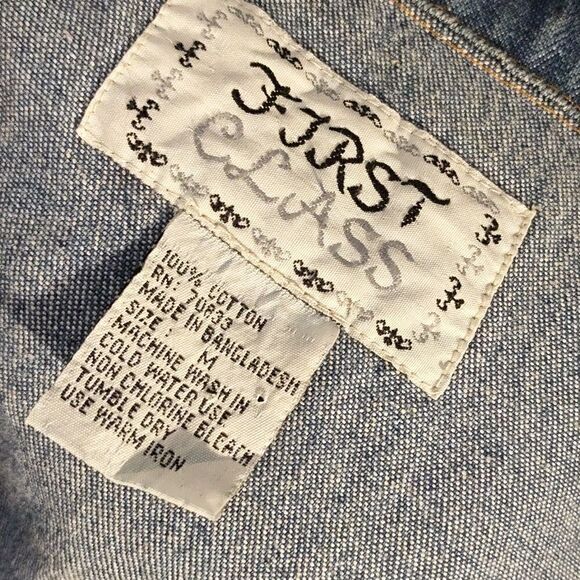 FIRST
CLASS
100% COTTON
RN: 70833
MADE IN BANGLADESH
SIZE : M
MACHINE WASH IN
COLD WATER USE
NON CHLORINE BLEACH
TUMBLE DRY
USE WARM IRON